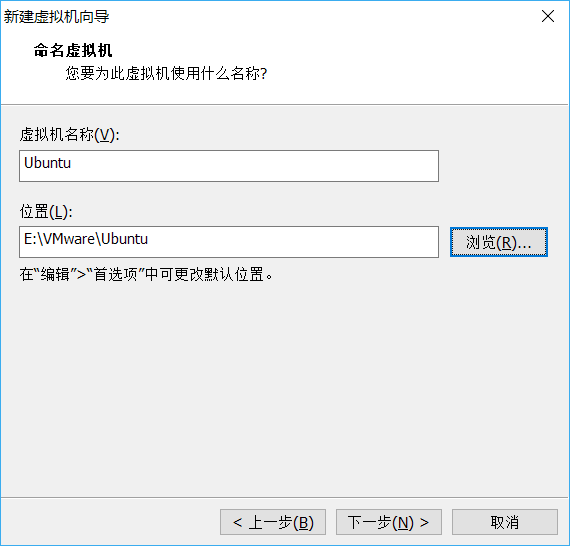 新建虚拟机向导
命名虚拟机
您要为此虚拟机使用什么名称?
虚拟机名称(V):
Ubuntu
位置(L):
E:\VMware\Ubuntu
浏览(R)...
在“编辑”>“首选项”中可更改默认位置。
< 上一步(B)
下一步(N) >
取消